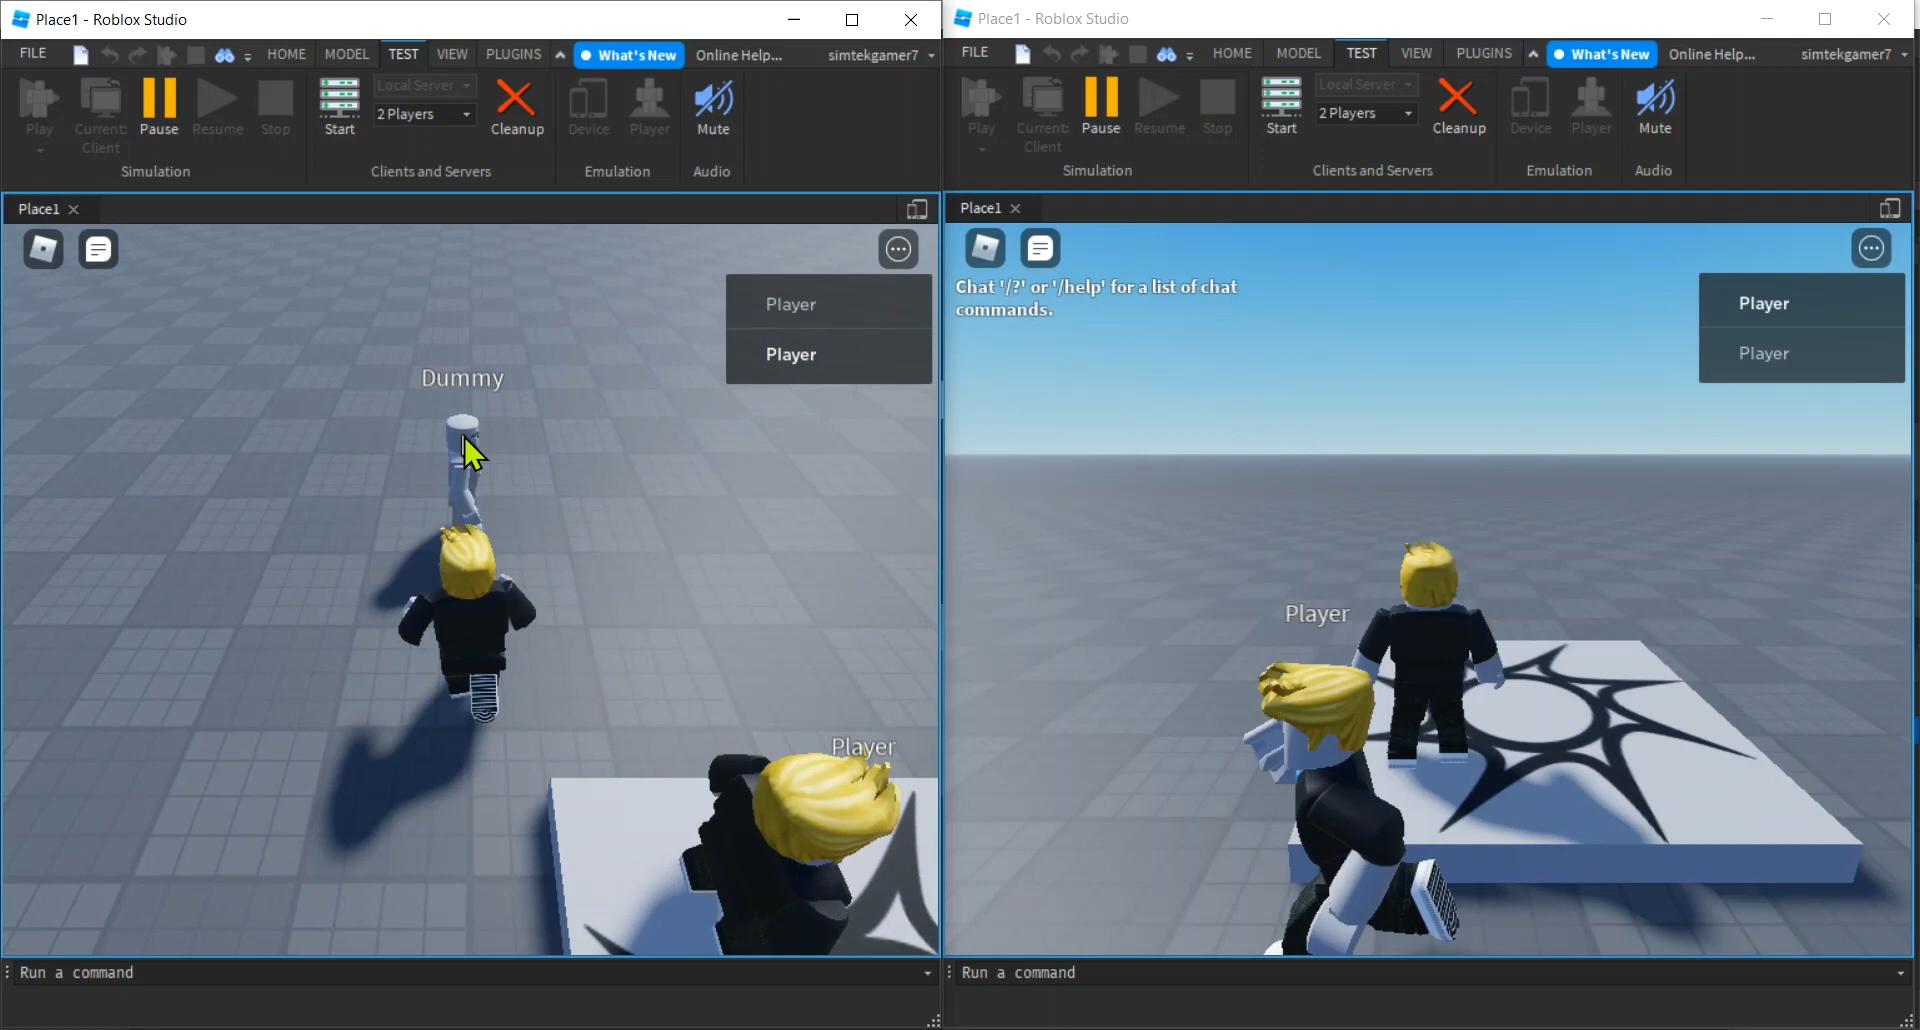 Place1 - Roblox Studio
FILE HOME MODEL TEST VIEW PLUGINS What's New Online Help... simtekgamer7
Play Current: Client Pause Resume Stop Start Local Server 2 Players Cleanup Device Player Mute
Simulation Clients and Servers Emulation Audio
Place1
Player
Player
Dummy
Player
Run a command
Place1 - Roblox Studio
FILE HOME MODEL TEST VIEW PLUGINS What's New Online Help... simtekgamer7
Play Current: Client Pause Resume Stop Start Local Server 2 Players Cleanup Device Player Mute
Simulation Clients and Servers Emulation Audio
Place1
Chat '/?' or '/help' for a list of chat
commands.
Player
Player
Player
Run a command